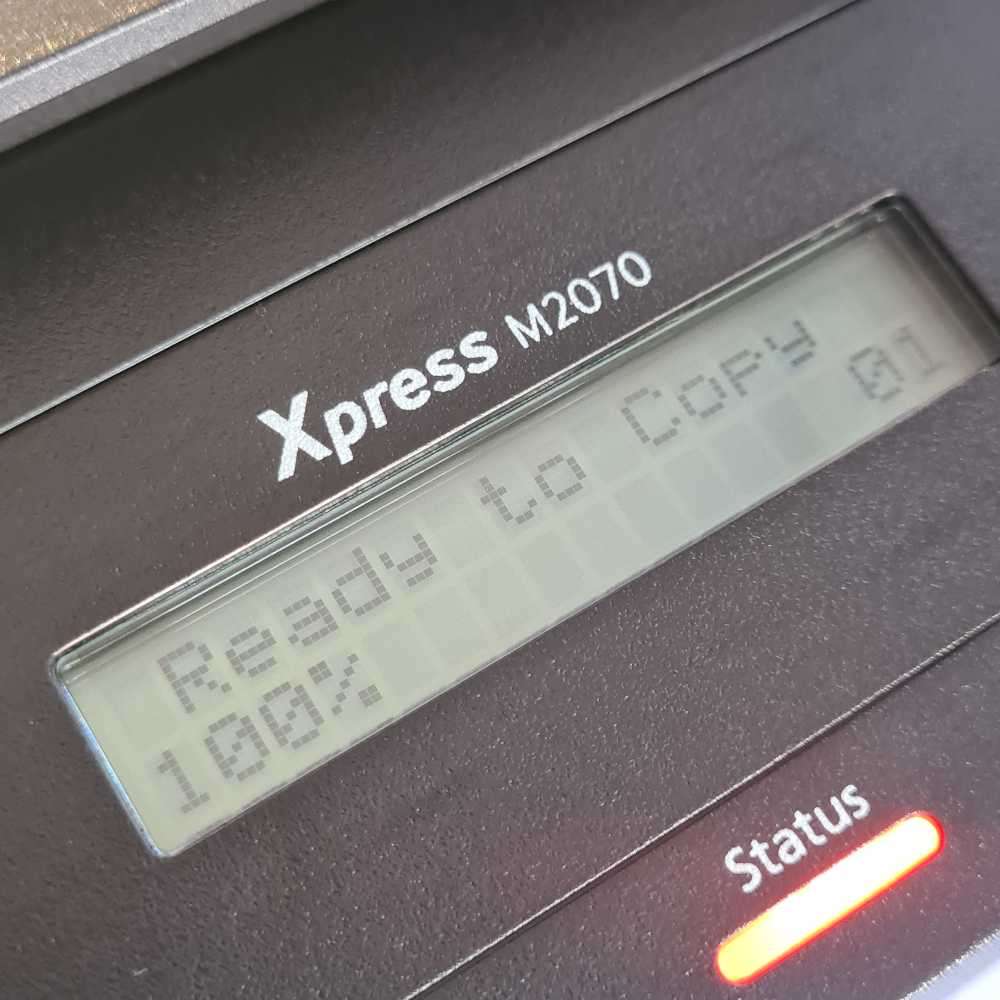 Xpress M2070
Ready to Copy
100% 01
Status